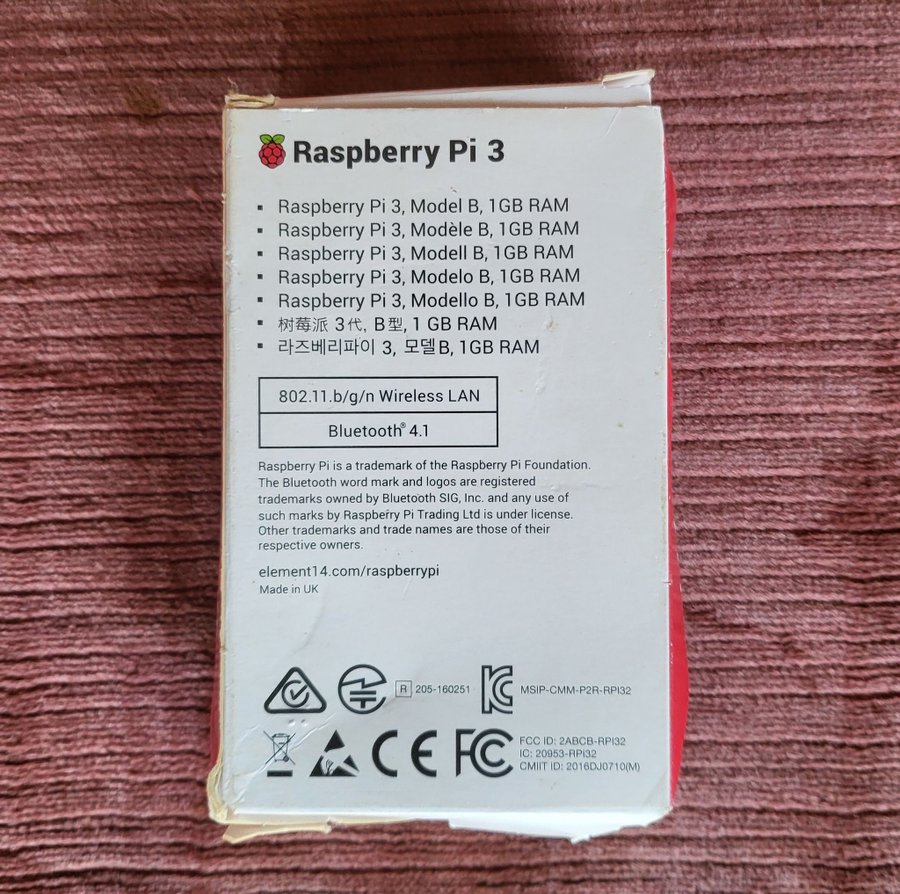 Raspberry Pi 3
▪ Raspberry Pi 3, Model B, 1GB RAM
▪ Raspberry Pi 3, Modèle B, 1GB RAM
▪ Raspberry Pi 3, Modell B, 1GB RAM
▪ Raspberry Pi 3, Modelo B, 1GB RAM
▪ Raspberry Pi 3, Modello B, 1GB RAM
▪ 树莓派 3代, B型, 1 GB RAM
▪ 라즈베리파이 3, 모델B, 1GB RAM
802.11.b/g/n Wireless LAN
Bluetooth® 4.1
Raspberry Pi is a trademark of the Raspberry Pi Foundation.
The Bluetooth word mark and logos are registered
trademarks owned by Bluetooth SIG, Inc. and any use of
such marks by Raspberry Pi Trading Ltd is under license.
Other trademarks and trade names are those of their
respective owners.
element14.com/raspberrypi
Made in UK
R 205-160251
KC MSIP-CMM-P2R-RPI32
CE FC FCC ID: 2ABCB-RPI32
IC: 20953-RPI32
CMIIT ID: 2016DJ0710(M)